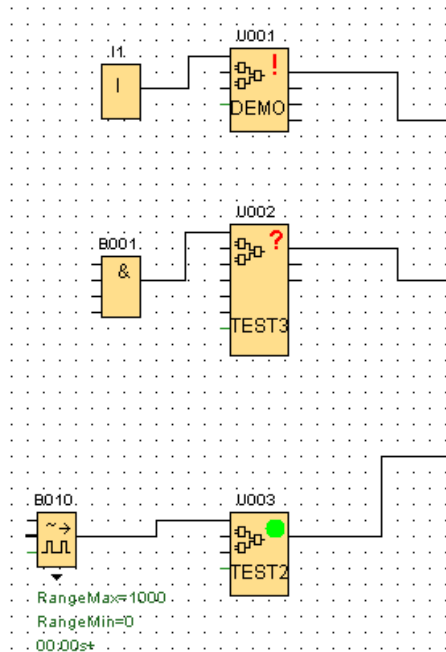 U001
I1
I
!
DEMO
U002
B001
&
?
TEST3
B010
U003
TEST2
RangeMax=1000
RangeMin=0
00:00s+